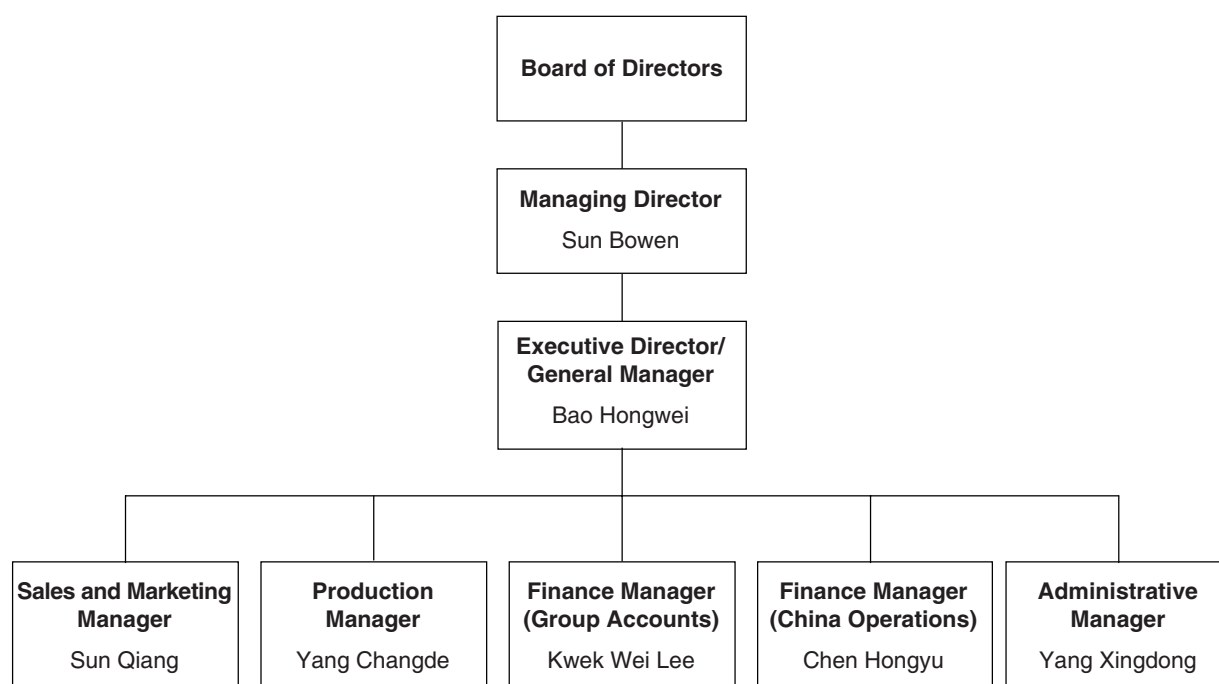 Board of Directors
Managing Director
Sun Bowen
Executive Director/
General Manager
Bao Hongwei
Sales and Marketing
Manager
Sun Qiang
Production
Manager
Yang Changde
Finance Manager
(Group Accounts)
Kwek Wei Lee
Finance Manager
(China Operations)
Chen Hongyu
Administrative
Manager
Yang Xingdong